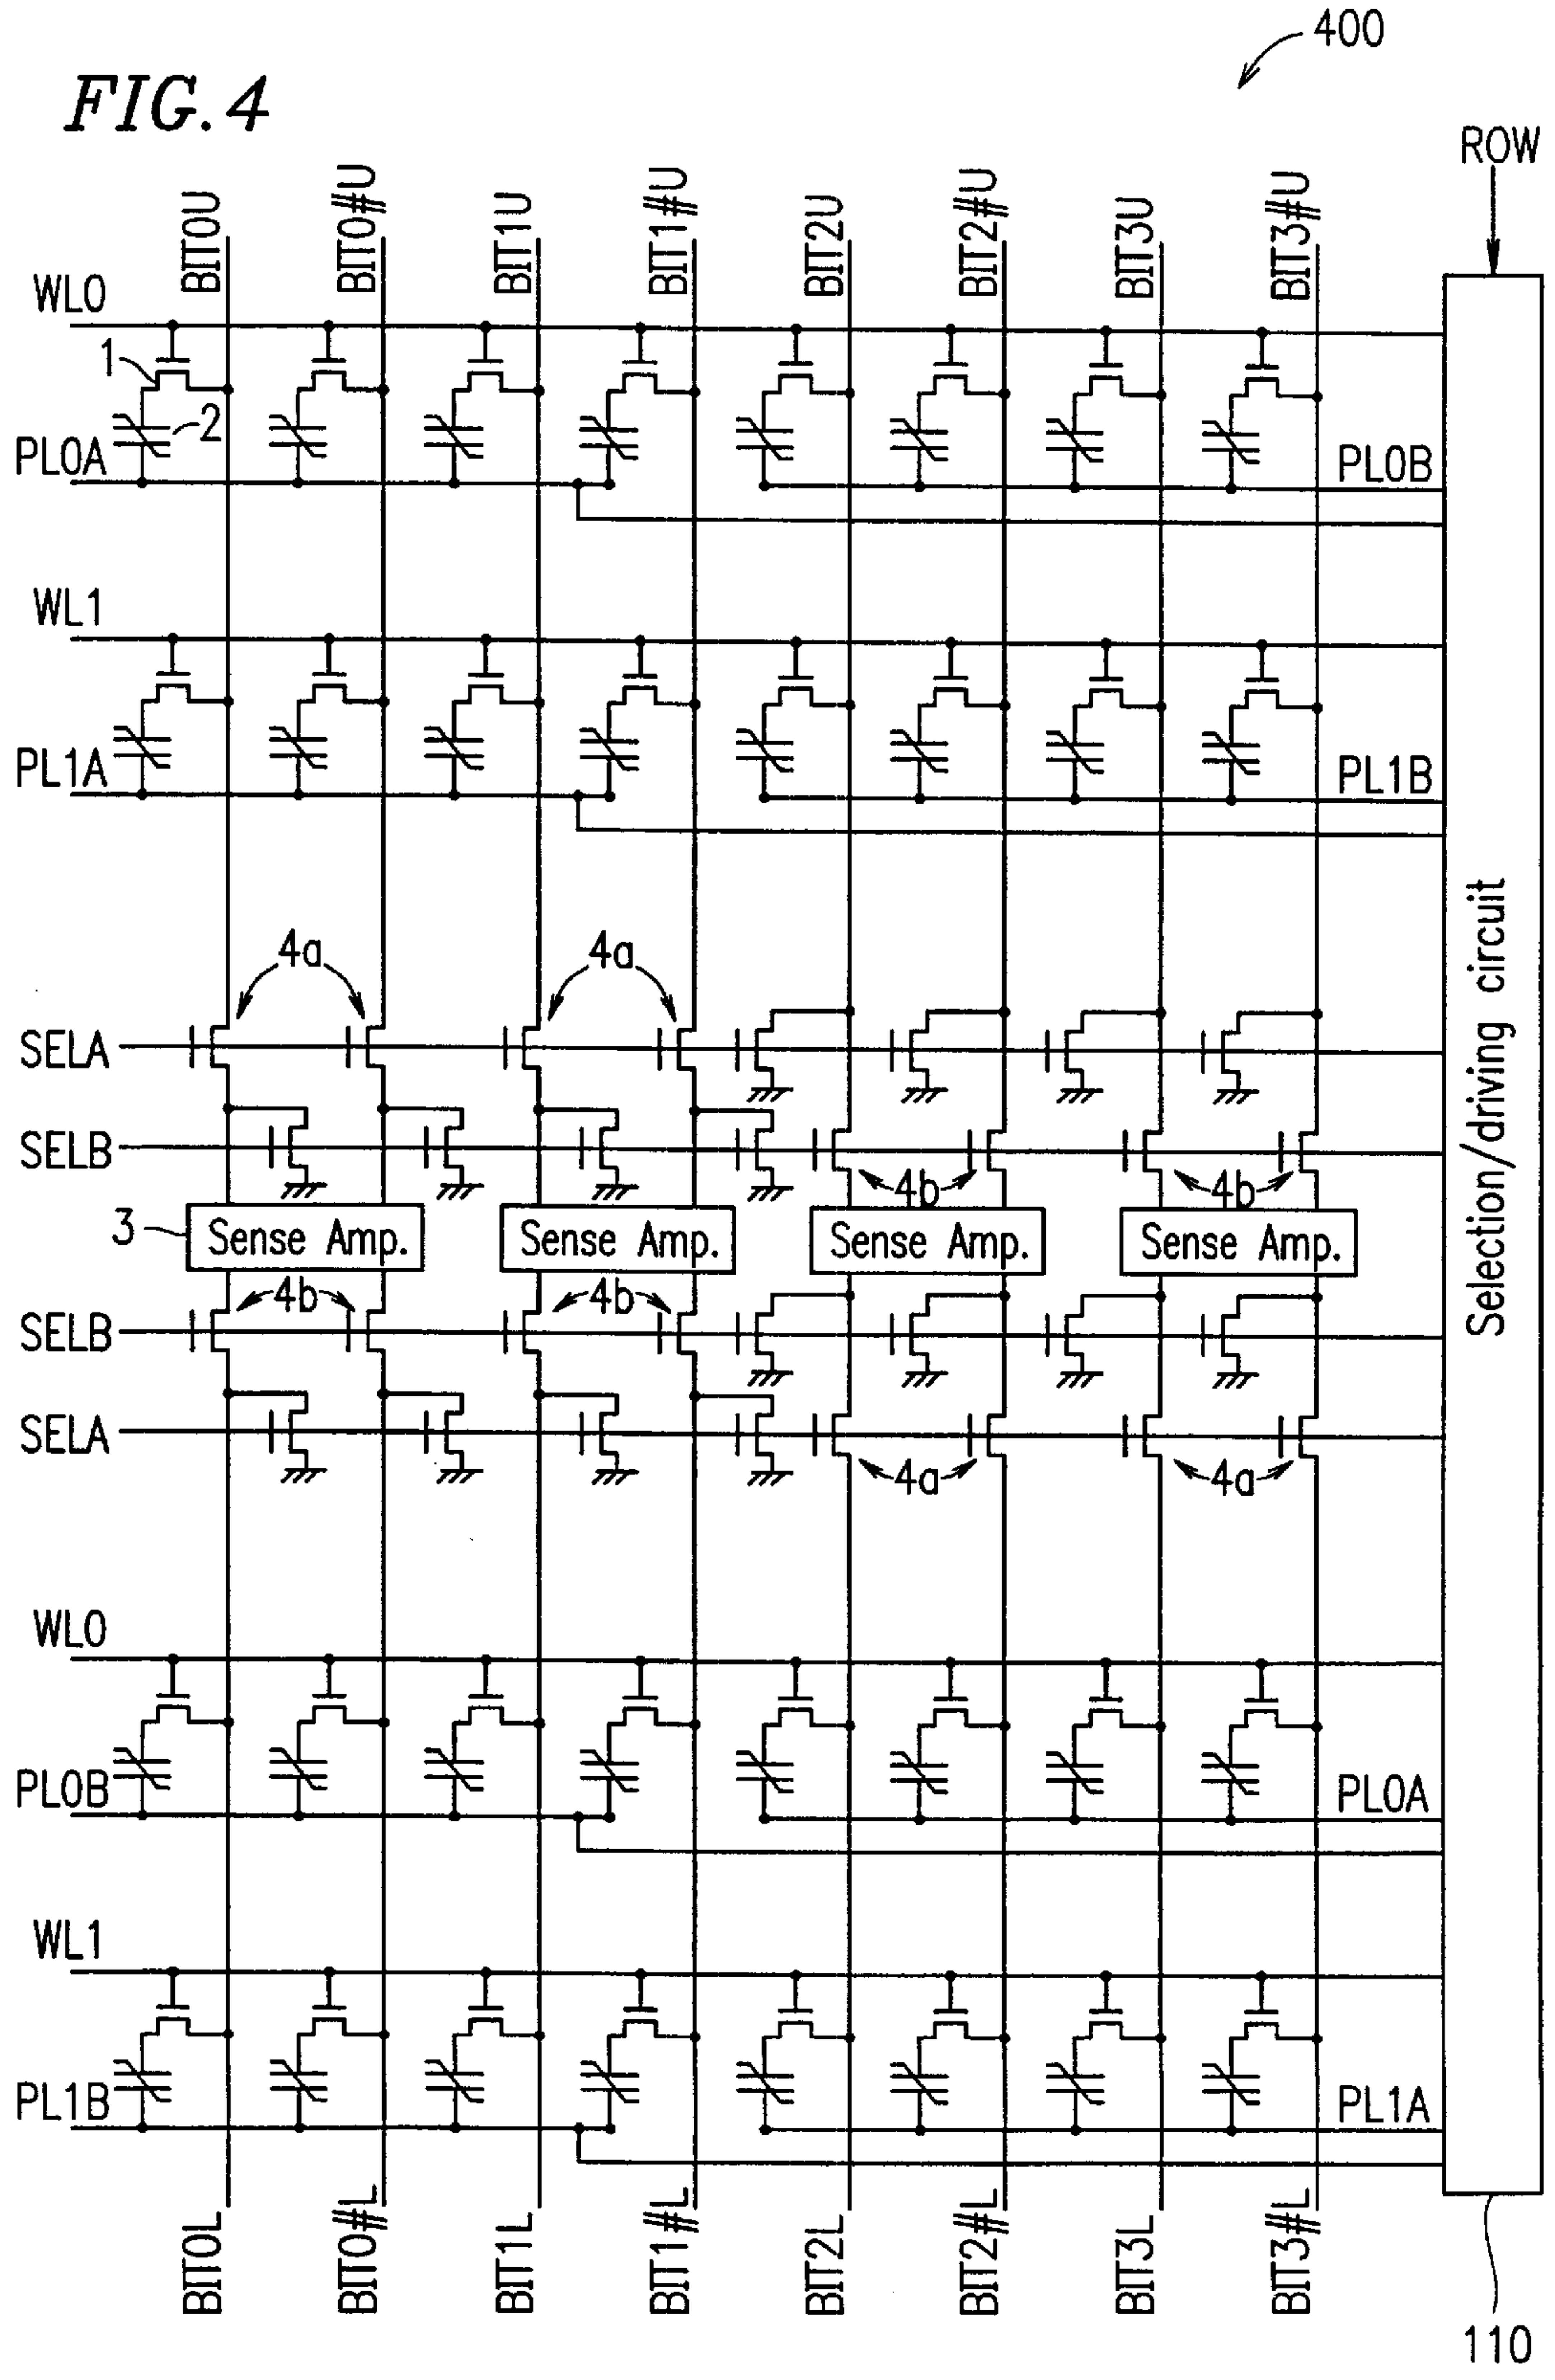 400
FIG. 4
ROW
BIT0U
BIT0#U
BIT1U
BIT1#U
BIT2U
BIT2#U
BIT3U
BIT3#U
WL0
1
2
PL0A
PL0B
WL1
PL1A
PL1B
4a
4a
SELA
SELB
4b
4b
3
Sense Amp.
Sense Amp.
Sense Amp.
Sense Amp.
4b
4b
SELB
SELA
4a
4a
Selection/driving circuit
WL0
PL0B
PL0A
WL1
PL1B
PL1A
BIT0L
BIT0#L
BIT1L
BIT1#L
BIT2L
BIT2#L
BIT3L
BIT3#L
110